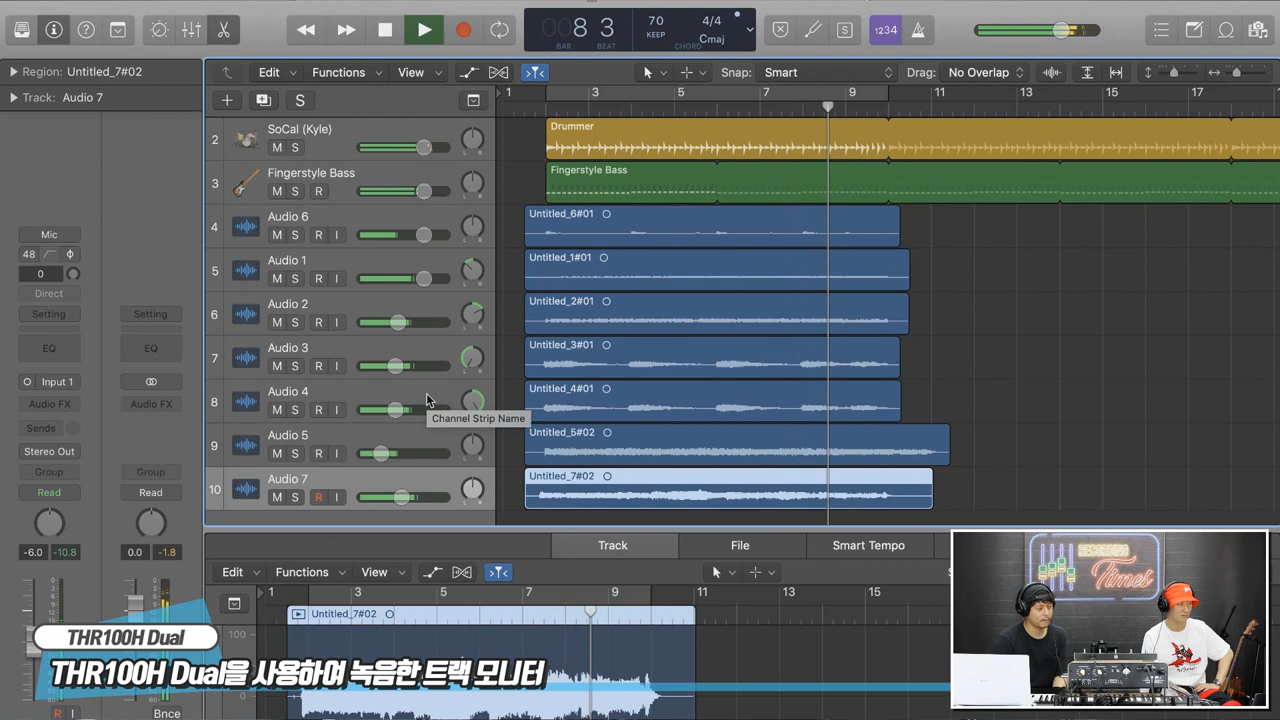 8 3
BAR BEAT
70
KEEP
4/4
Cmaj
CHORD
1234
Region: Untitled_7#02
Track: Audio 7
Edit Functions View
Snap: Smart
Drag: No Overlap
S
1 3 5 7 9 11 13 15 17
2 SoCal (Kyle)
M S
Drummer
3 Fingerstyle Bass
M S R
Fingerstyle Bass
4 Audio 6
M S R I
Untitled_6#01
5 Audio 1
M S R I
Untitled_1#01
6 Audio 2
M S R I
Untitled_2#01
7 Audio 3
M S R I
Untitled_3#01
8 Audio 4
M S R I
Untitled_4#01
Channel Strip Name
9 Audio 5
M S R I
Untitled_5#02
10 Audio 7
M S R I
Untitled_7#02
Mic
48
0
Direct
Setting Setting
EQ EQ
Input 1
Audio FX Audio FX
Sends
Stereo Out
Group Group
Read Read
-6.0 -10.8 0.0 -1.8
R I Bnce
Track File Smart Tempo
Edit Functions View
1 3 5 7 9 11 13 15
Untitled_7#02
100
0
Times
THR100H Dual
THR100H Dual을 사용하여 녹음한 트랙 모니터